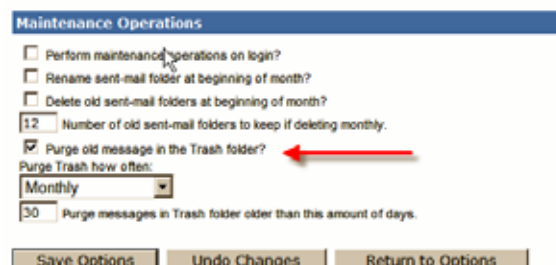 Maintenance Operations
Perform maintenance operations on login?
Rename sent-mail folder at beginning of month?
Delete old sent-mail folders at beginning of month?
12 Number of old sent-mail folders to keep if deleting monthly.
Purge old message in the Trash folder?
Purge Trash how often:
Monthly
30 Purge messages in Trash folder older than this amount of days.
Save Options Undo Changes Return to Options